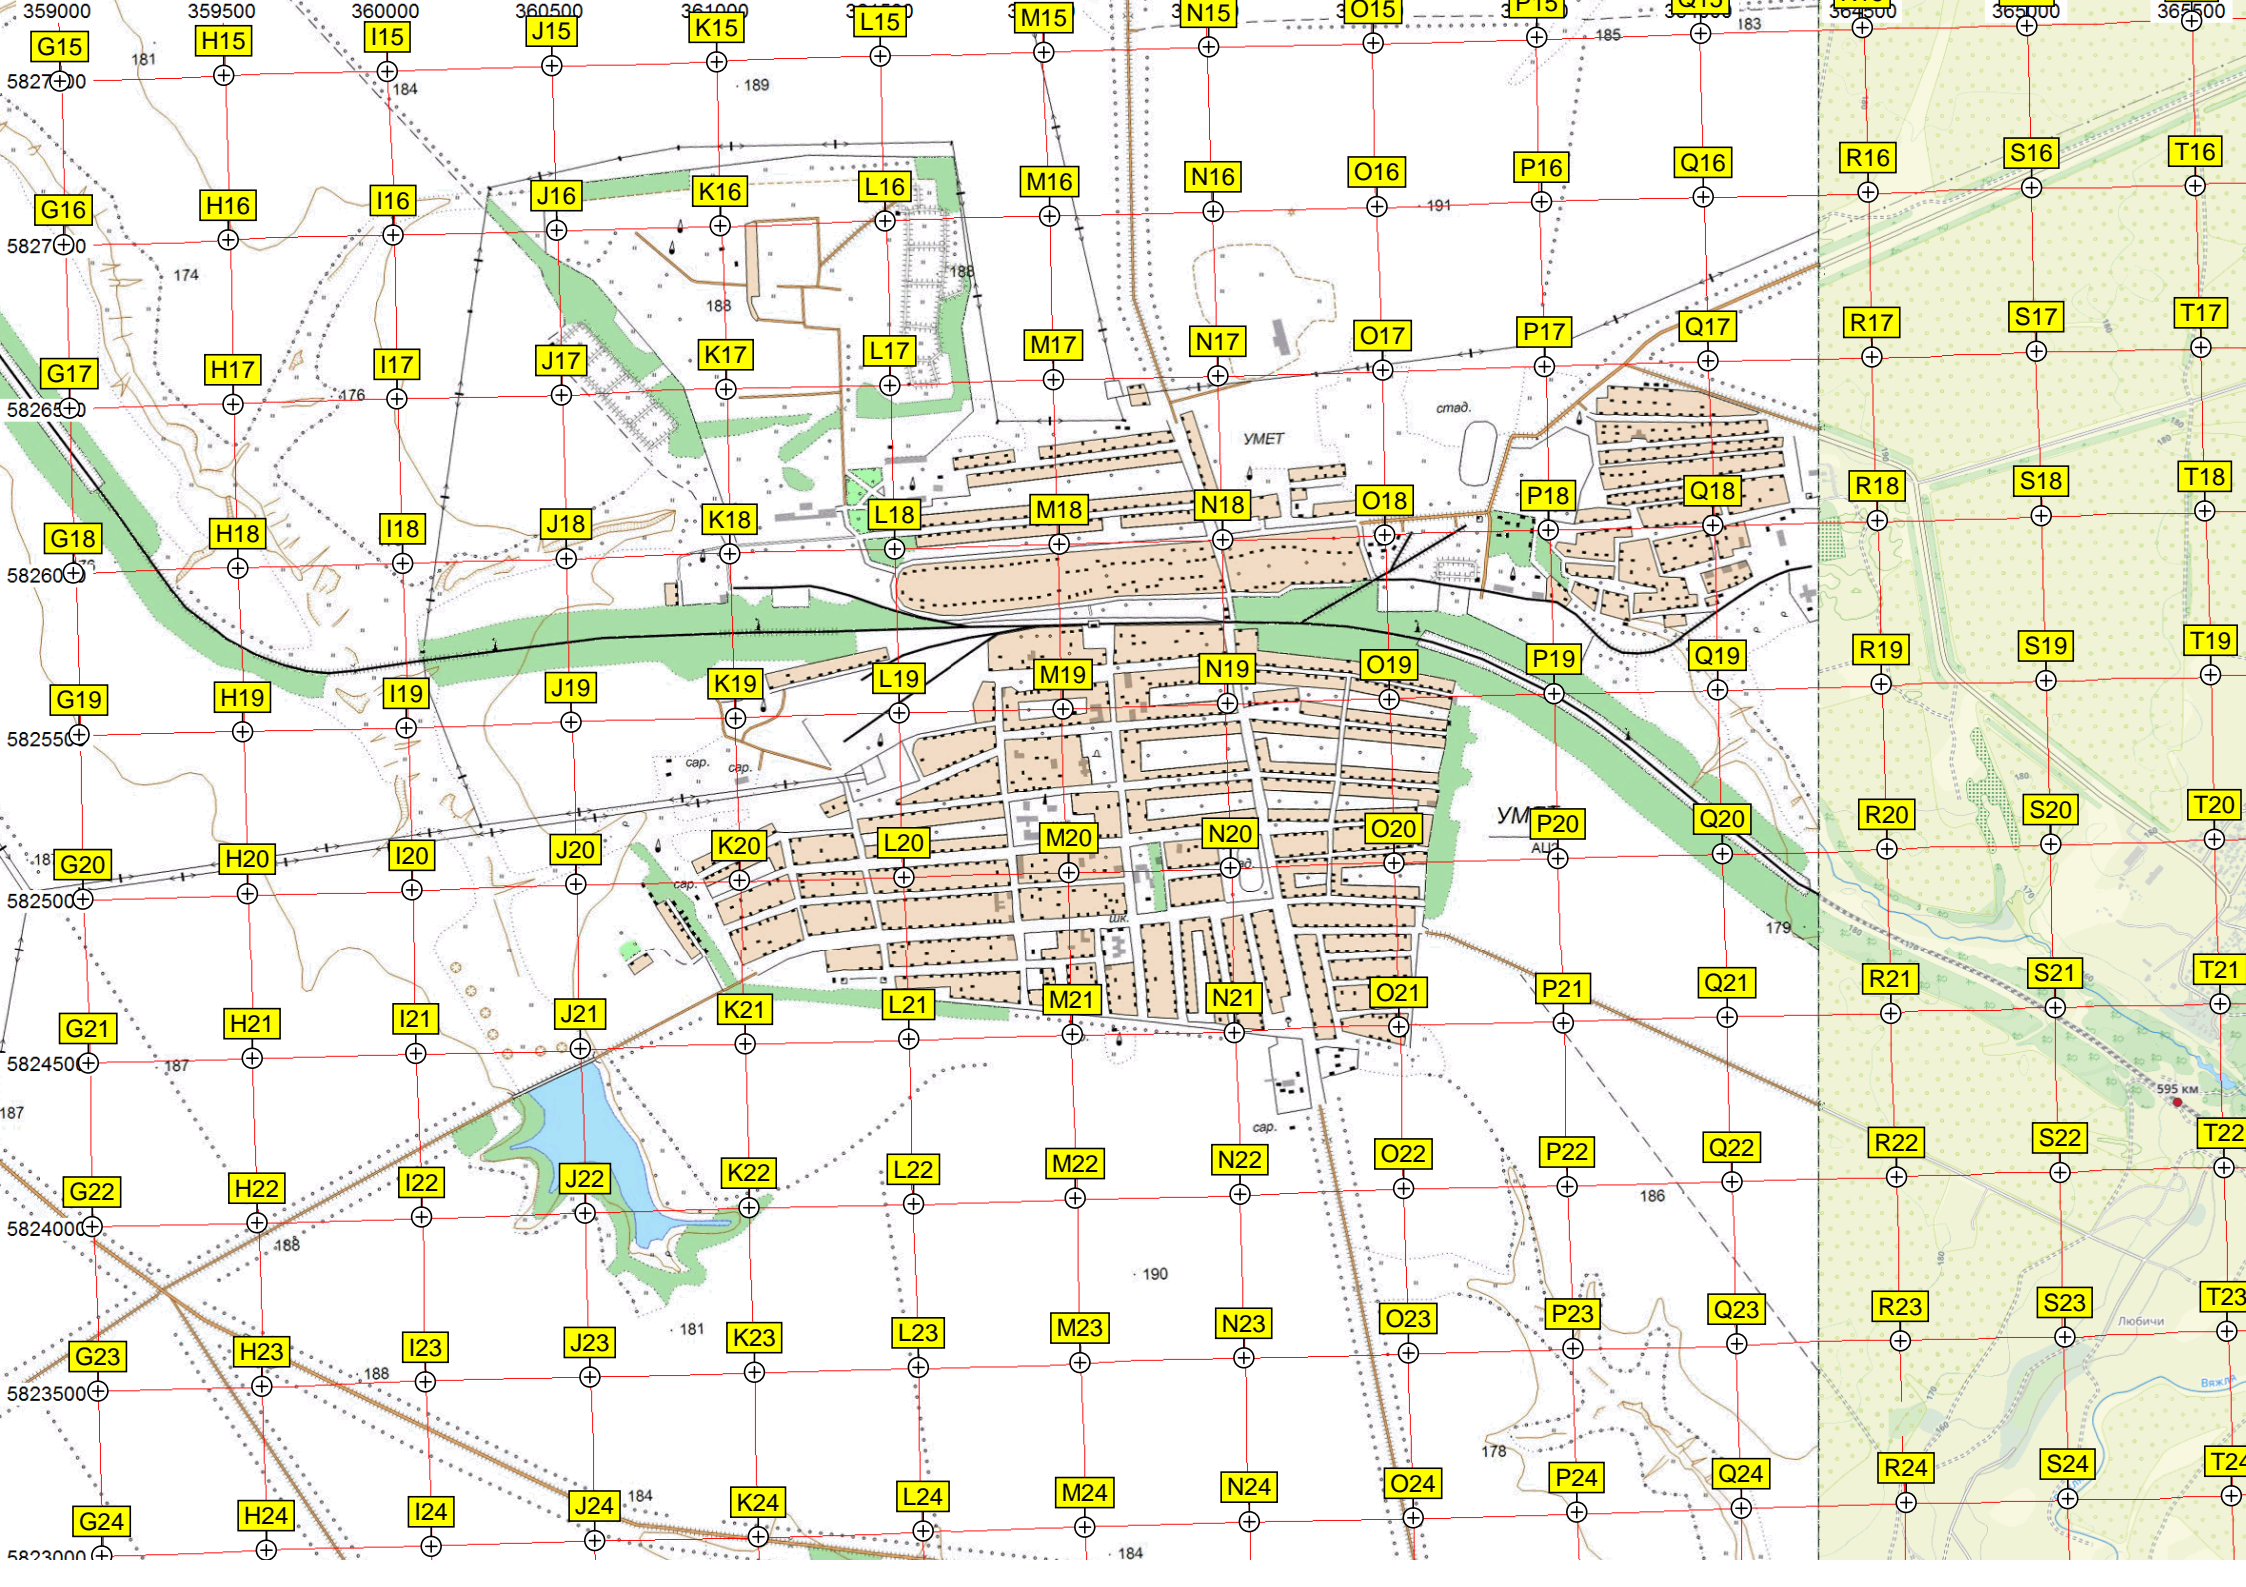 359000 359500 360000 360500 361000 364500 365000 365500
G15 H15 I15 J15 K15 L15 M15 N15 O15 P15 Q15
181 184 189 185 183
G16 H16 I16 J16 K16 L16 M16 N16 O16 P16 Q16 R16 S16 T16
174 188 188 191
G17 H17 I17 J17 K17 L17 M17 N17 O17 P17 Q17 R17 S17 T17
176
УМЕТ
стад.
G18 H18 I18 J18 K18 L18 M18 N18 O18 P18 Q18 R18 S18 T18
G19 H19 I19 J19 K19 L19 M19 N19 O19 P19 Q19 R19 S19 T19
сар. сар.
G20 H20 I20 J20 K20 L20 M20 N20 O20 P20 Q20 R20 S20 T20
5825000
сар.
шк.
179
G21 H21 I21 J21 K21 L21 M21 N21 O21 P21 Q21 R21 S21 T21
5824500
187
187
595 км
сар.
G22 H22 I22 J22 K22 L22 M22 N22 O22 P22 Q22 R22 S22 T22
5824000
188
186
190
181
G23 H23 I23 J23 K23 L23 M23 N23 O23 P23 Q23 R23 S23 T23
Любичи
5823500
188
178
G24 H24 I24 J24 K24 L24 M24 N24 O24 P24 Q24 R24 S24 T24
184
5823000
184